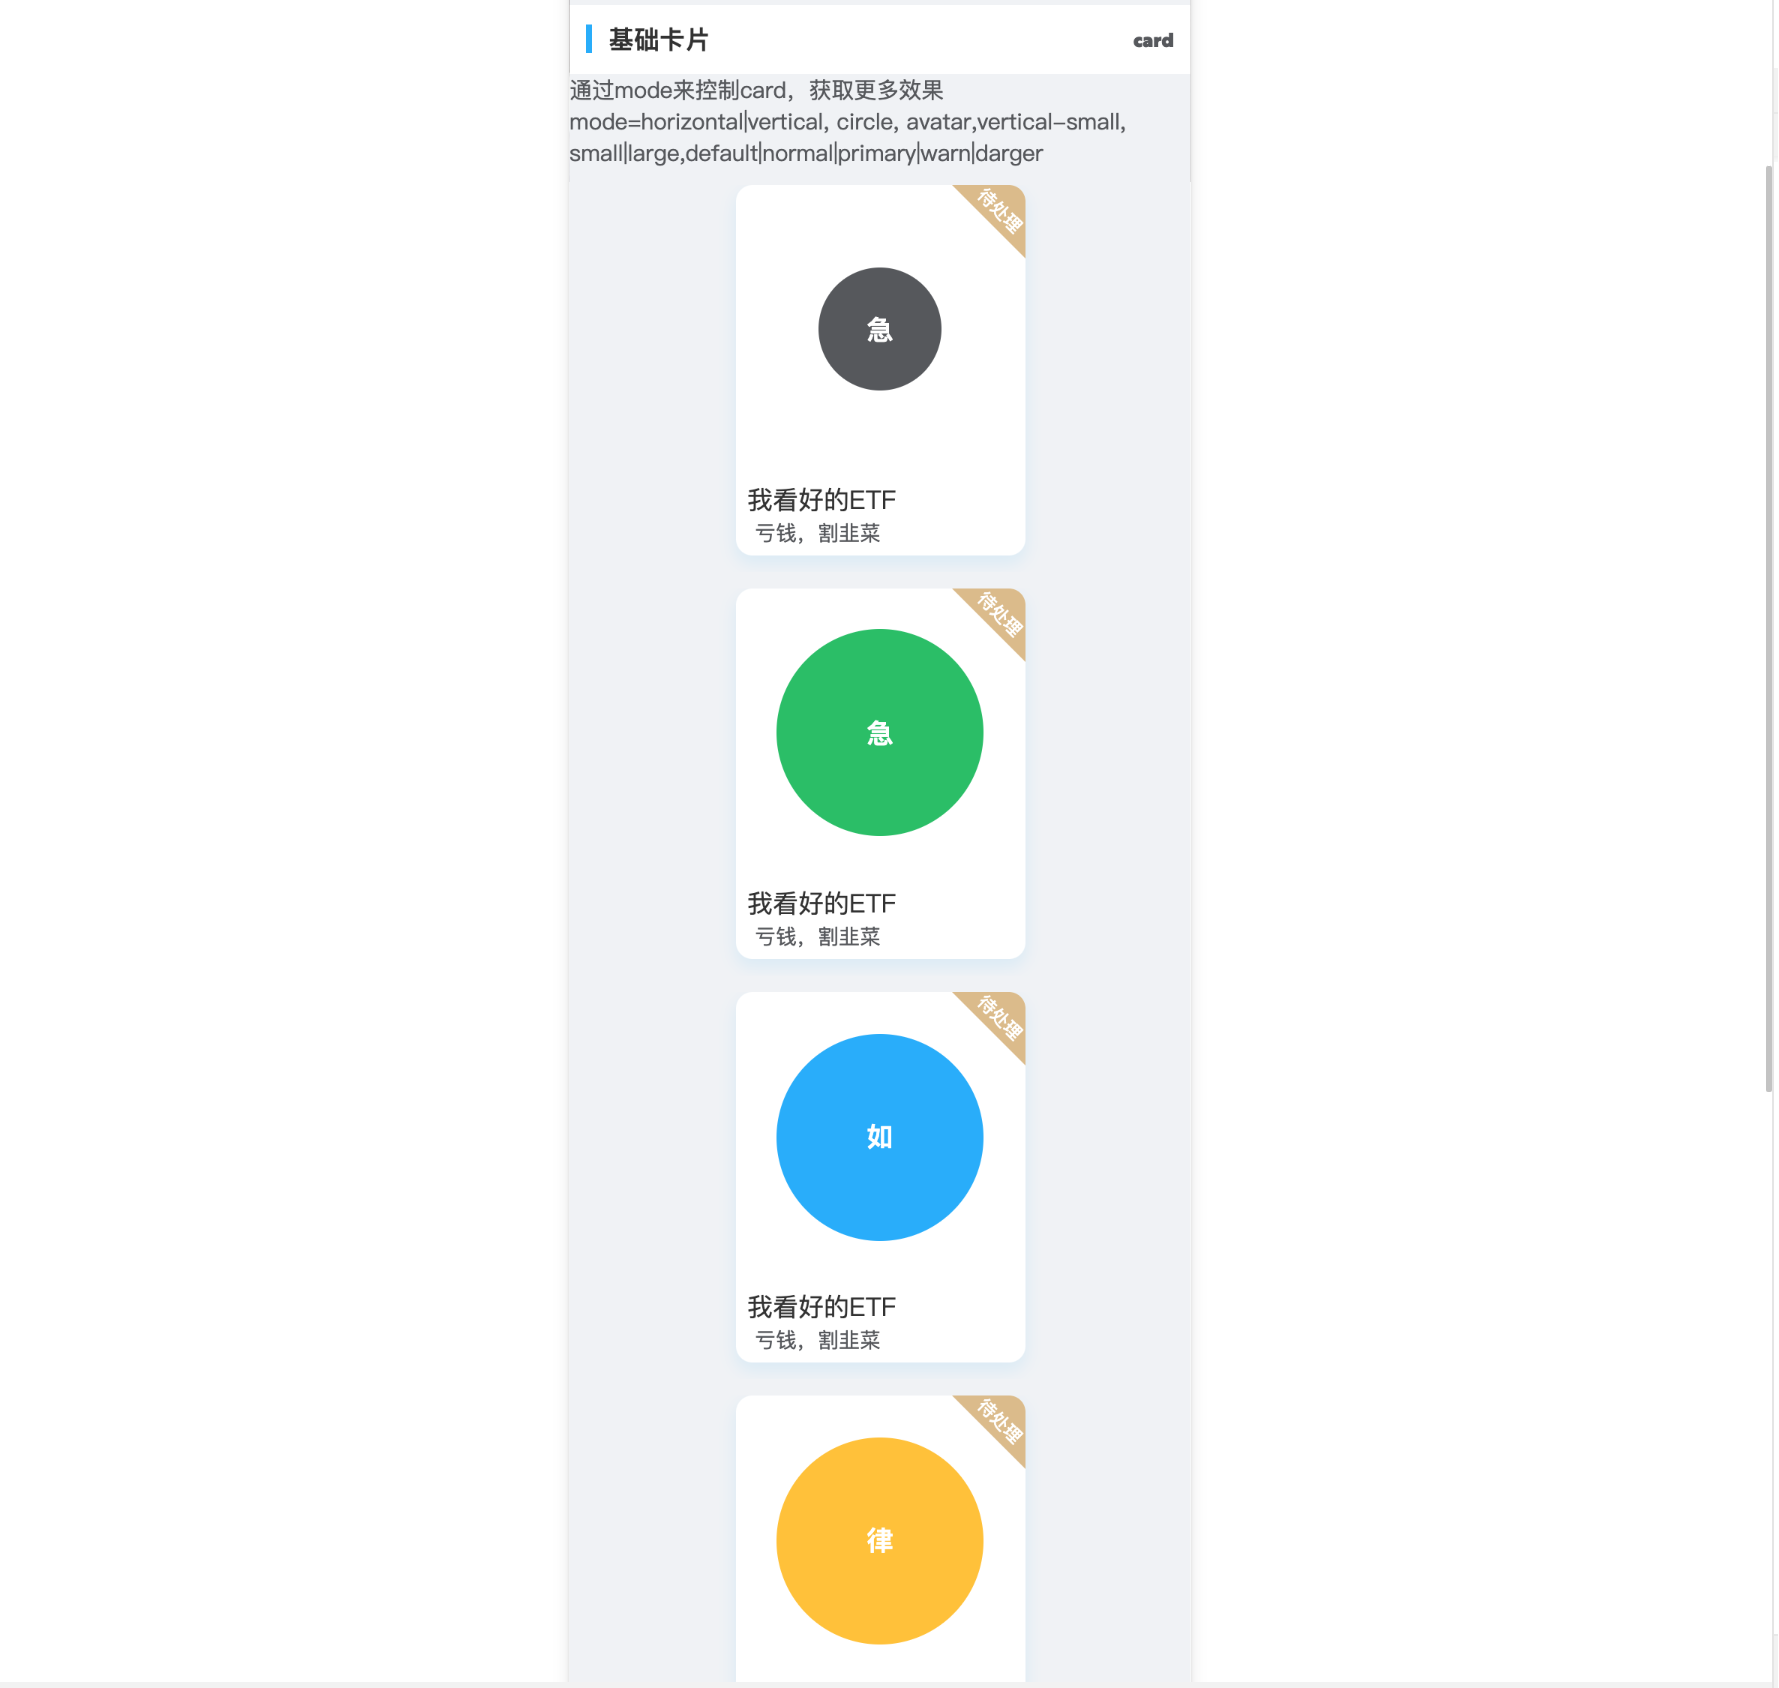 基础卡片
card
通过mode来控制card，获取更多效果
mode=horizontal|vertical, circle, avatar,vertical-small,
small|large,default|normal|primary|warn|darger
待处理
急
我看好的ETF
亏钱，割韭菜
待处理
急
我看好的ETF
亏钱，割韭菜
待处理
如
我看好的ETF
亏钱，割韭菜
待处理
律